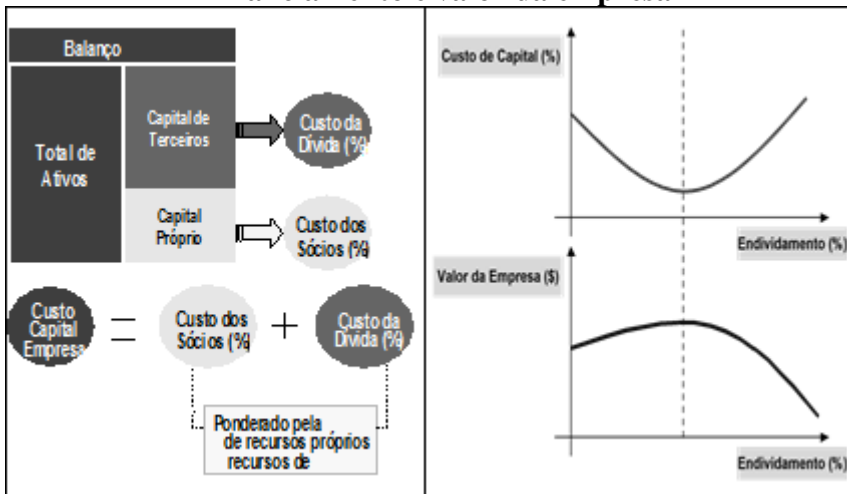 Balanço
Capital de
Terceiros
Custo da
Dívida (%)
Total de
Ativos
Capital
Próprio
Custo dos
Sócios (%)
Custo
Capital
Empresa
=
Custo dos
Sócios (%)
+
Custo da
Dívida (%)
Ponderado pela
de recursos próprios
recursos de
Custo de Capital (%)
Endividamento (%)
Valor da Empresa ($)
Endividamento (%)